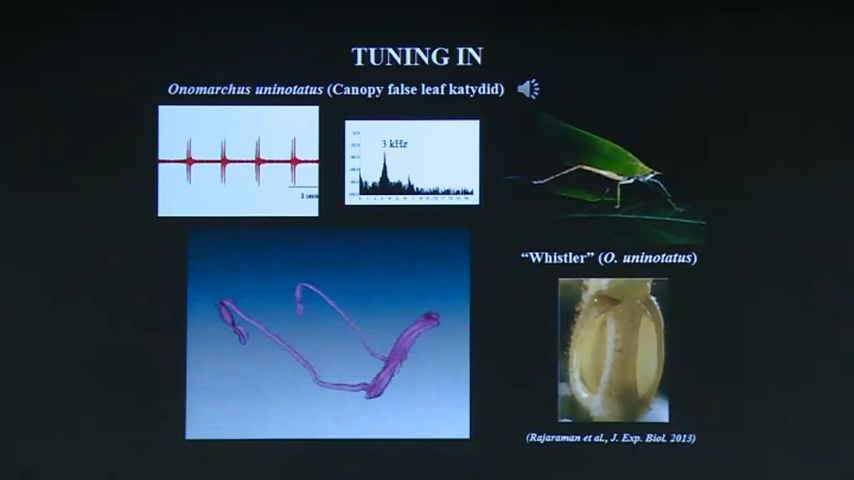 TUNING IN
Onomarchus uninotatus (Canopy false leaf katydid)
3 kHz
"Whistler" (O. uninotatus)
(Rajaraman et al., J. Exp. Biol. 2013)